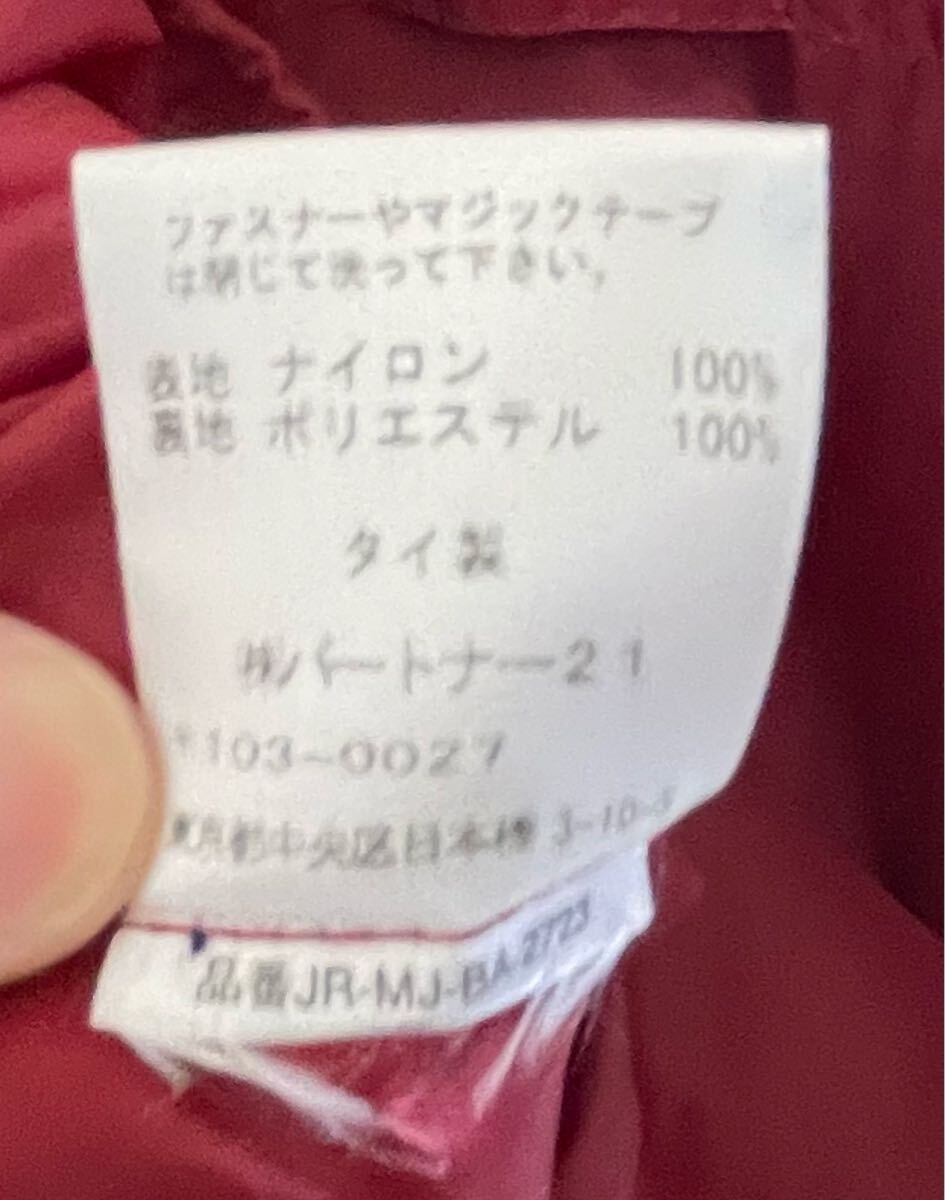 ファスナーやマジックテープ
は閉じて洗って下さい。
表地 ナイロン 100%
裏地 ポリエステル 100%
タイ製
㈱パートナー21
〒103-0027
東京都中央区日本橋 3-10-
品番JR-MJ-BA2723